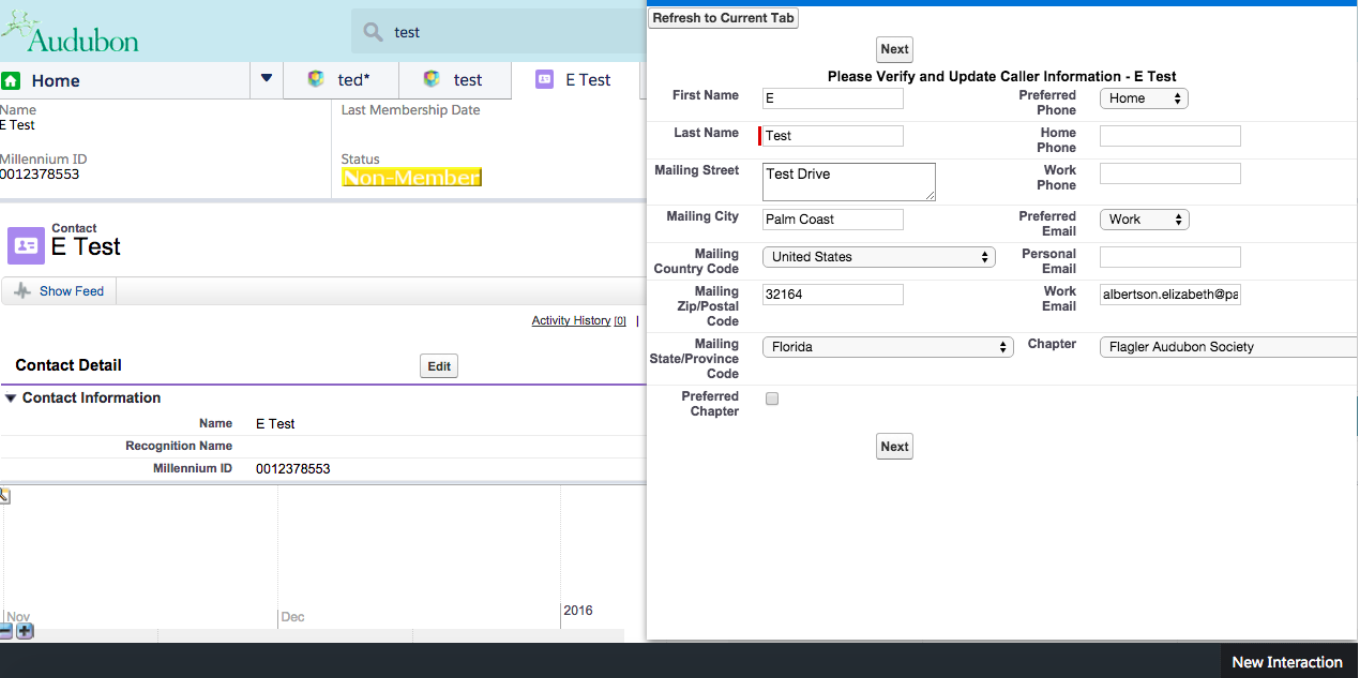 Audubon
test
Home
ted*
test
E Test
Name
E Test
Last Membership Date
Millennium ID
0012378553
Status
Non-Member
Contact
E Test
Show Feed
Activity History [0] |
Contact Detail
Edit
Contact Information
Name E Test
Recognition Name
Millennium ID 0012378553
Nov
Dec
2016
Refresh to Current Tab
Next
Please Verify and Update Caller Information - E Test
First Name E
Preferred Phone Home
Last Name Test
Home Phone
Mailing Street Test Drive
Work Phone
Mailing City Palm Coast
Preferred Email Work
Mailing Country Code United States
Personal Email
Mailing Zip/Postal Code 32164
Work Email albertson.elizabeth@pa
Mailing State/Province Code Florida
Chapter Flagler Audubon Society
Preferred Chapter
Next
New Interaction